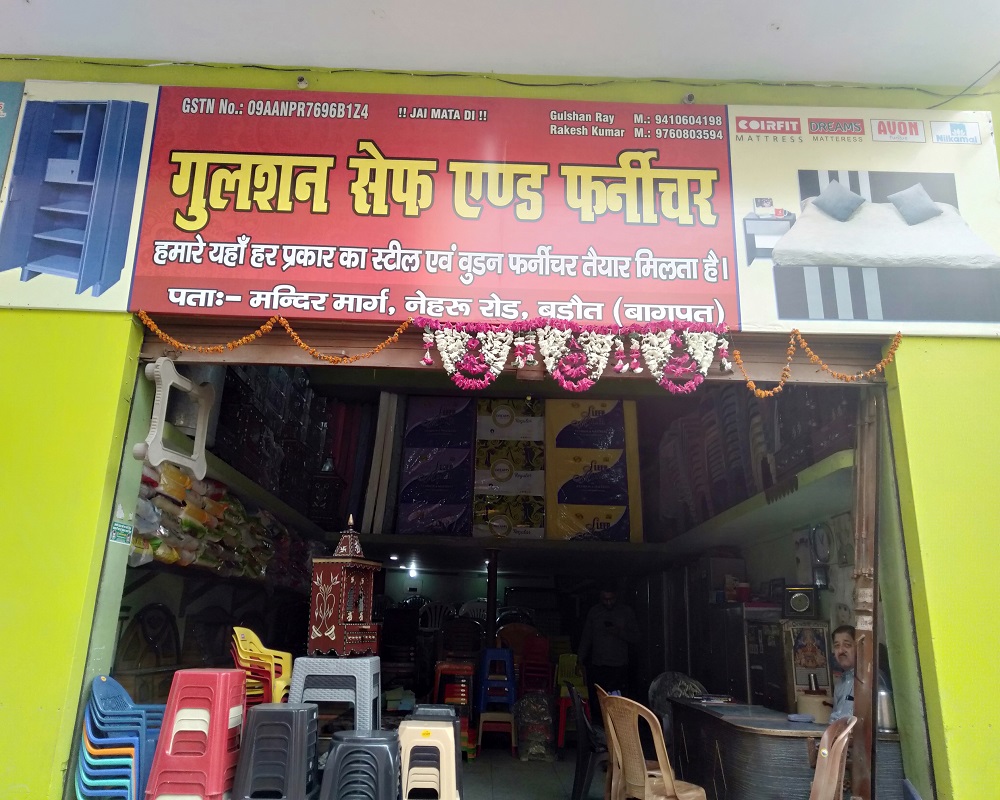 GSTN No.: 09AANPR7696B1Z4
!! JAI MATA DI !!
Gulshan Ray M.: 9410604198
Rakesh Kumar M.: 9760803594
गुलशन सेफ एण्ड फर्नीचर
हमारे यहाँ हर प्रकार का स्टील एवं वुडन फर्नीचर तैयार मिलता है।
पताः- मन्दिर मार्ग, नेहरू रोड, बड़ौत (बागपत)
COIRFIT
MATTRESS
DREAMS
MATTERESS
AVON
Nilkamal